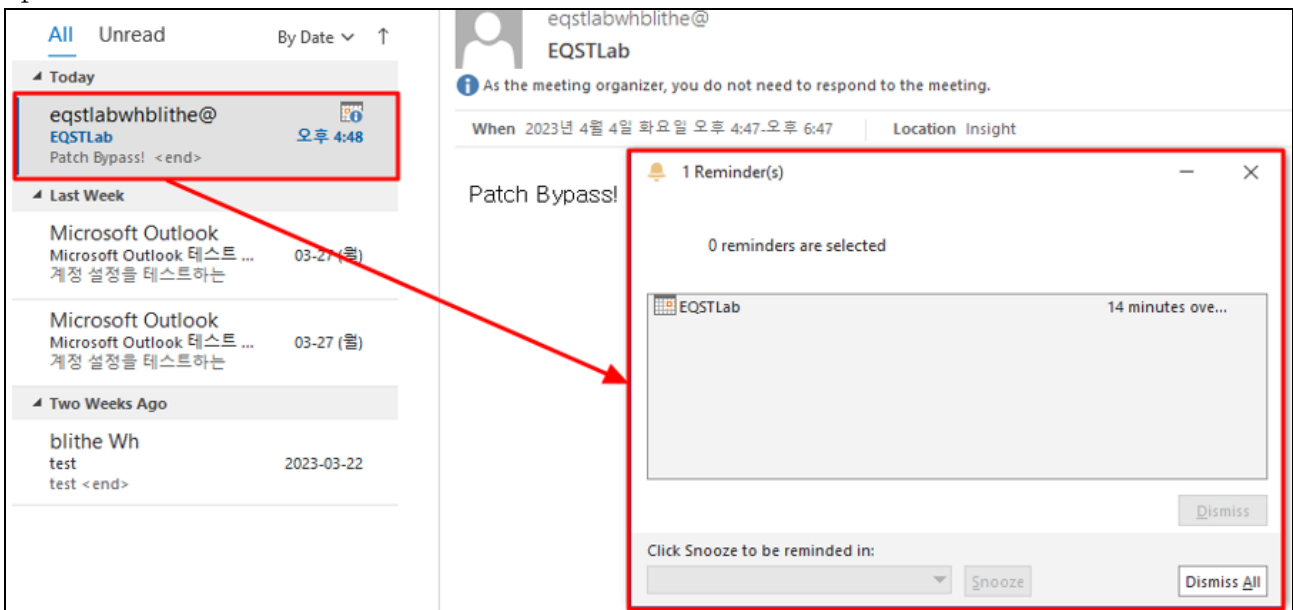 All Unread By Date
Today
eqstlabwhblithe@
EQSTLab 오후 4:48
Patch Bypass! <end>
Last Week
Microsoft Outlook
Microsoft Outlook 테스트 ... 03-27 (월)
계정 설정을 테스트하는
Microsoft Outlook
Microsoft Outlook 테스트 ... 03-27 (월)
계정 설정을 테스트하는
Two Weeks Ago
blithe Wh
test 2023-03-22
test <end>
eqstlabwhblithe@
EQSTLab
As the meeting organizer, you do not need to respond to the meeting.
When 2023년 4월 4일 화요일 오후 4:47-오후 6:47 Location Insight
Patch Bypass!
1 Reminder(s)
0 reminders are selected
EQSTLab 14 minutes ove...
Dismiss
Click Snooze to be reminded in:
Snooze Dismiss All